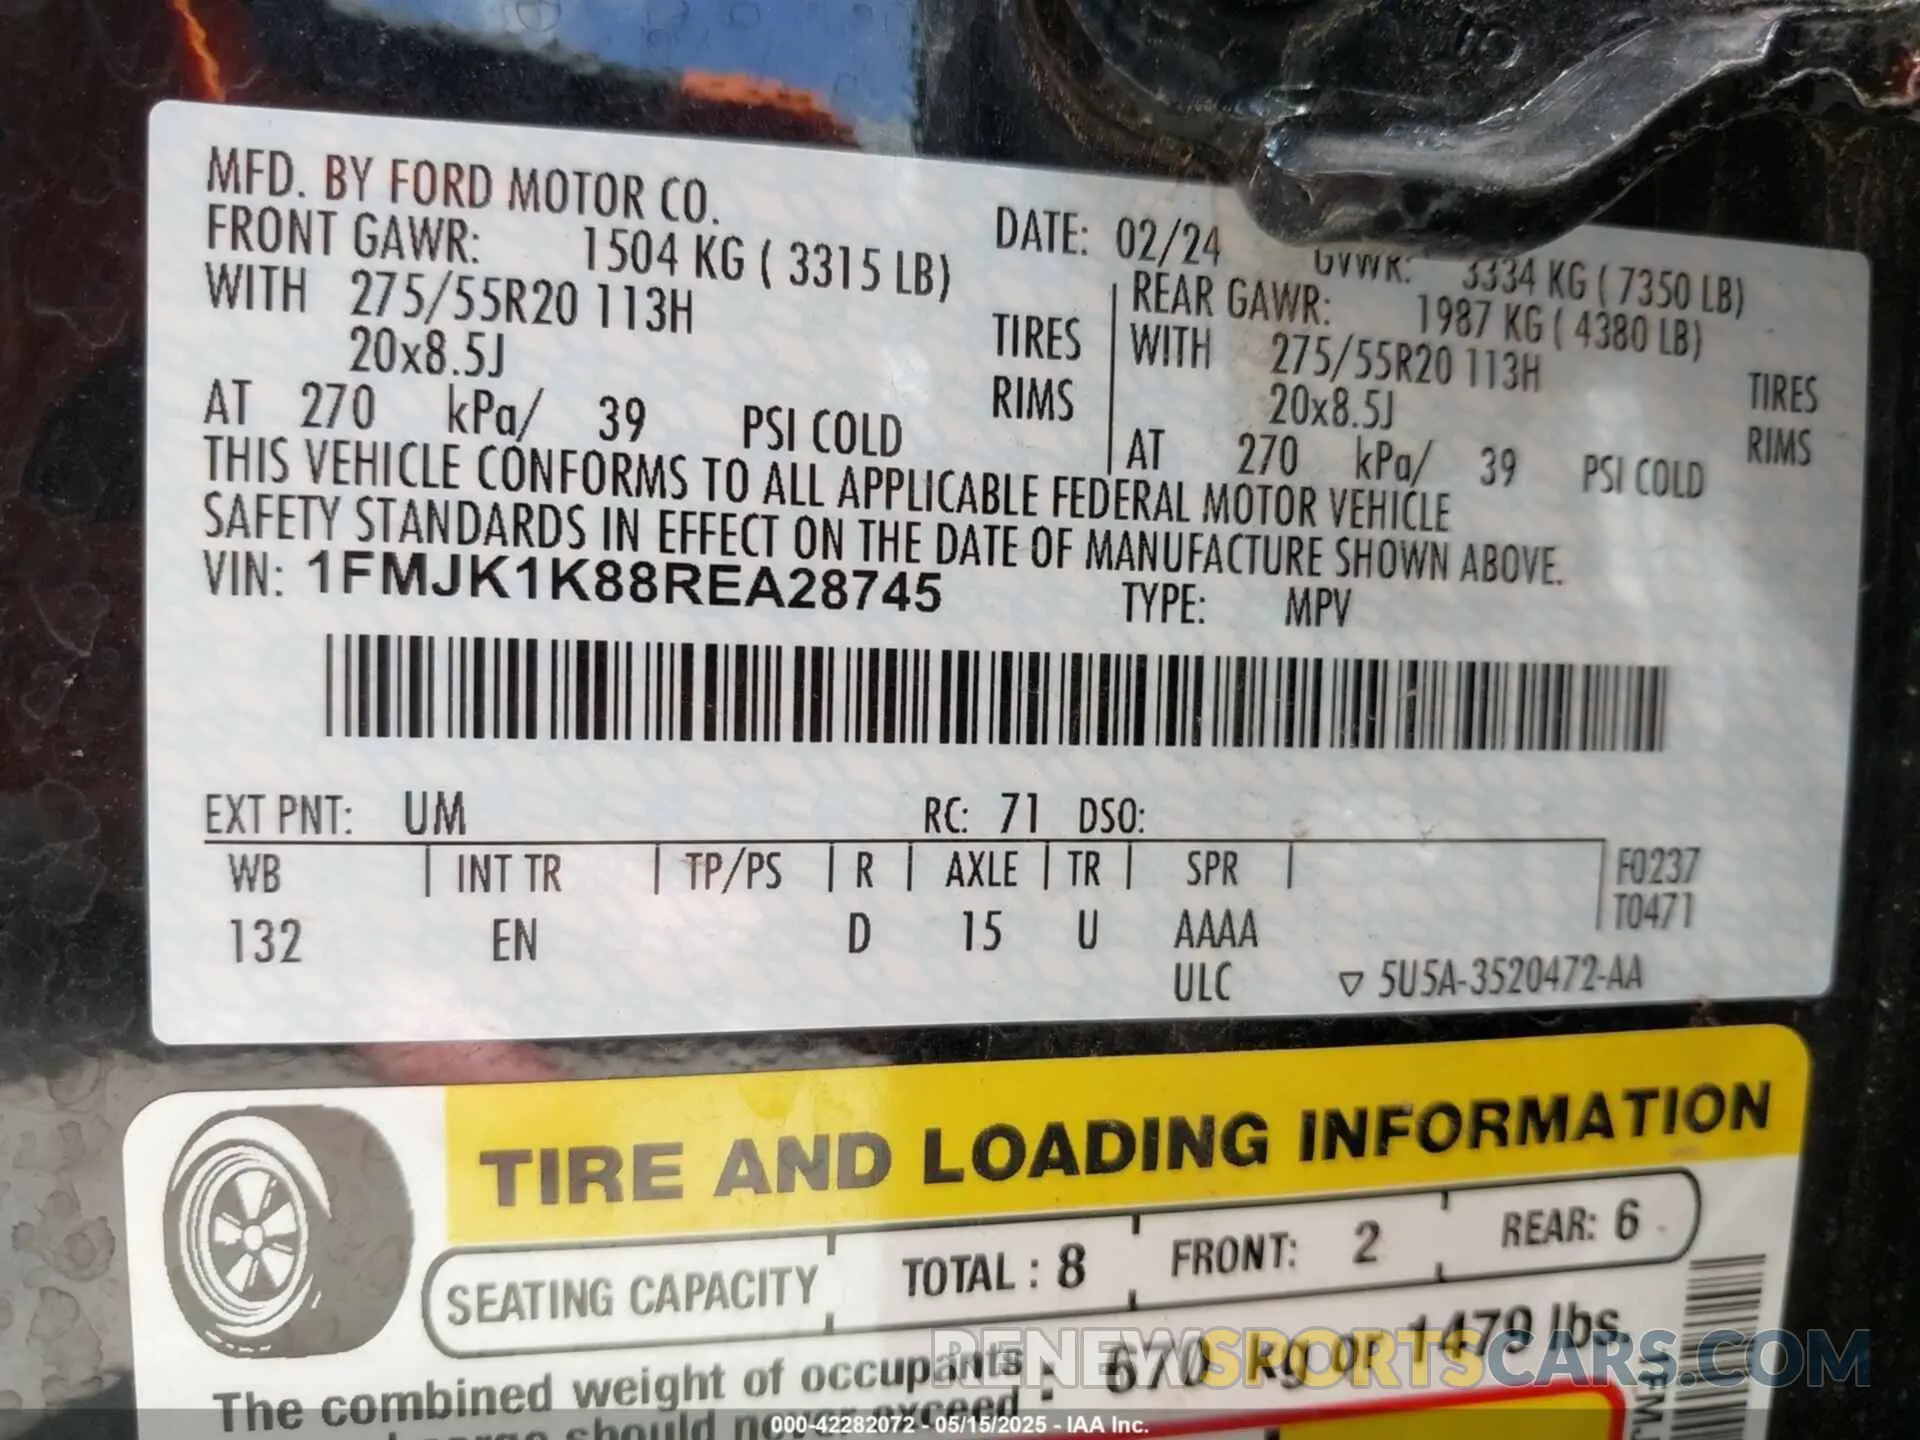 MFD. BY FORD MOTOR CO.
DATE: 02/24
GVWR: 3334 KG ( 7350 LB)
FRONT GAWR: 1504 KG ( 3315 LB)
WITH 275/55R20 113H TIRES
20x8.5J RIMS
AT 270 kPa/ 39 PSI COLD
REAR GAWR: 1987 KG ( 4380 LB)
WITH 275/55R20 113H TIRES
20x8.5J RIMS
AT 270 kPa/ 39 PSI COLD
THIS VEHICLE CONFORMS TO ALL APPLICABLE FEDERAL MOTOR VEHICLE
SAFETY STANDARDS IN EFFECT ON THE DATE OF MANUFACTURE SHOWN ABOVE.
VIN: 1FMJK1K88REA28745 TYPE: MPV
EXT PNT: UM RC: 71 DSO:
WB | INT TR | TP/PS | R | AXLE | TR | SPR | F0237
T0471
132 EN D 15 U AAAA
ULC ▽ 5U5A-3520472-AA
TIRE AND LOADING INFORMATION
SEATING CAPACITY TOTAL : 8 FRONT: 2 REAR: 6
The combined weight of occupants : 670 kg or 1479 lbs.
should never exceed
RENEWSPORTSCARS.COM
000-42282072 - 05/15/2025 - IAA Inc.